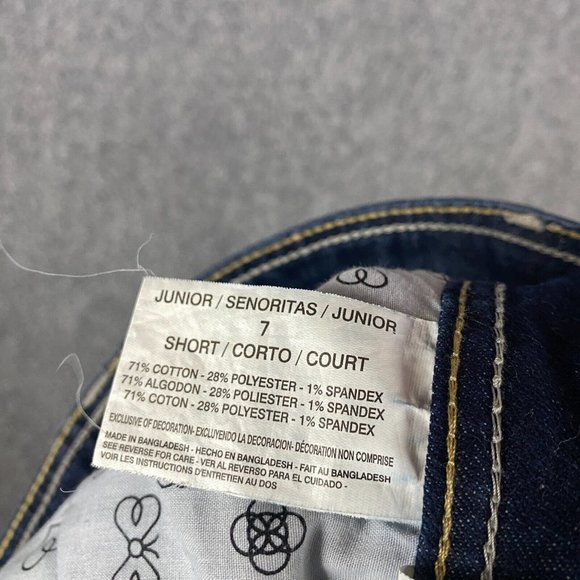 JUNIOR / SENORITAS / JUNIOR
7
SHORT / CORTO / COURT
71% COTTON - 28% POLYESTER - 1% SPANDEX
71% ALGODON - 28% POLIESTER - 1% SPANDEX
71% COTON - 28% POLYESTER - 1% SPANDEX
EXCLUSIVE OF DECORATION- EXCLUYENDO LA DECORACION- DÉCORATION NON COMPRISE
MADE IN BANGLADESH - HECHO EN BANGLADESH - FAIT AU BANGLADESH
SEE REVERSE FOR CARE - VER AL REVERSO PARA EL CUIDADO -
VOIR LES INSTRUCTIONS D'ENTRETIEN AU DOS